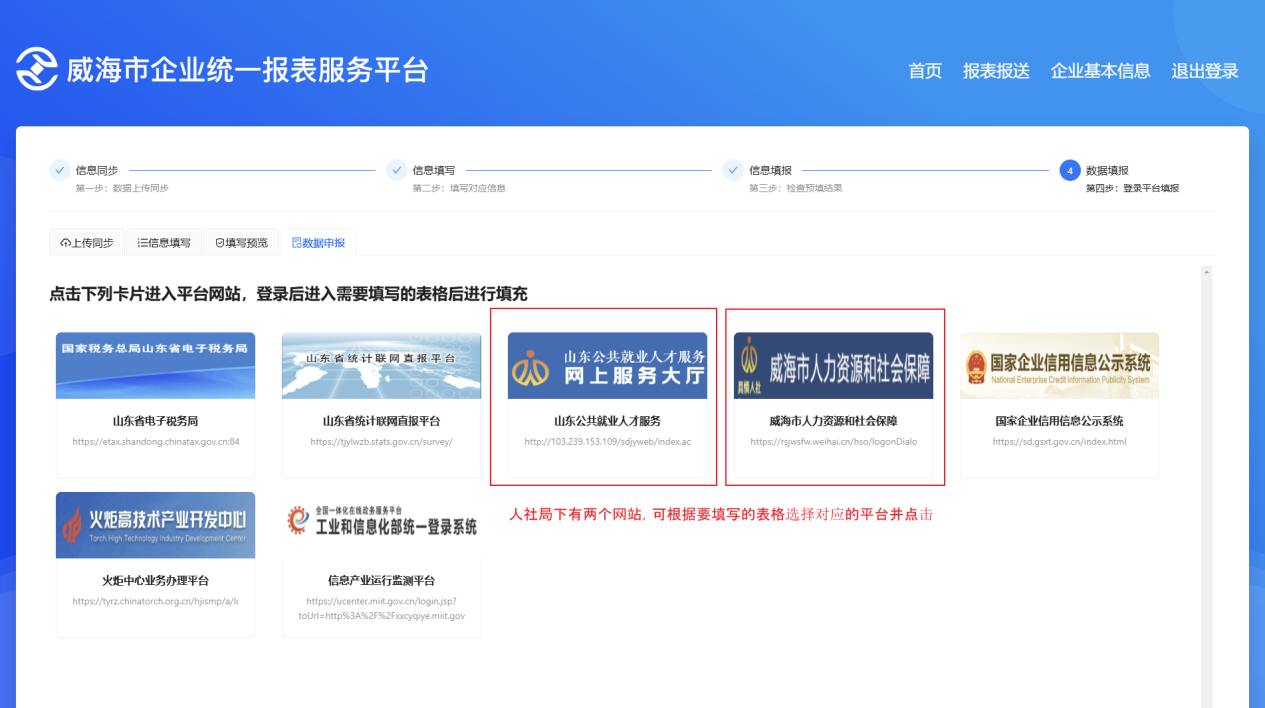 威海市企业统一报表服务平台
首页 报表报送 企业基本信息 退出登录
信息同步
第一步：数据上传同步
信息填写
第二步：填写对应信息
信息填报
第三步：检查预填结果
4 数据填报
第四步：登录平台填报
上传同步 信息填写 填写预览 数据申报
点击下列卡片进入平台网站，登录后进入需要填写的表格后进行填充
国家税务总局山东省电子税务局
山东省电子税务局
https://etax.shandong.chinatax.gov.cn:84
山东省统计联网直报平台
山东省统计联网直报平台
https://tjylwzb.stats.gov.cn/survey/
山东公共就业人才服务
网上服务大厅
山东公共就业人才服务
http://103.239.153.109/sdjyweb/index.ac
真情人社
威海市人力资源和社会保障
威海市人力资源和社会保障
https://rsjwsfw.weihai.cn/hso/logonDialo
国家企业信用信息公示系统
National Enterprise Credit Information Publicity System
国家企业信用信息公示系统
https://sd.gsxt.gov.cn/index.html
火炬高技术产业开发中心
Torch High Technology Industry Development Center
火炬中心业务办理平台
https://tyrz.chinatorch.org.cn/hjismp/a/lc
全国一体化在线政务服务平台
工业和信息化部统一登录系统
信息产业运行监测平台
https://ucenter.miit.gov.cn/login.jsp?
toUrl=http%3A%2F%2Fxxcyqiye.miit.gov
人社局下有两个网站, 可根据要填写的表格选择对应的平台并点击